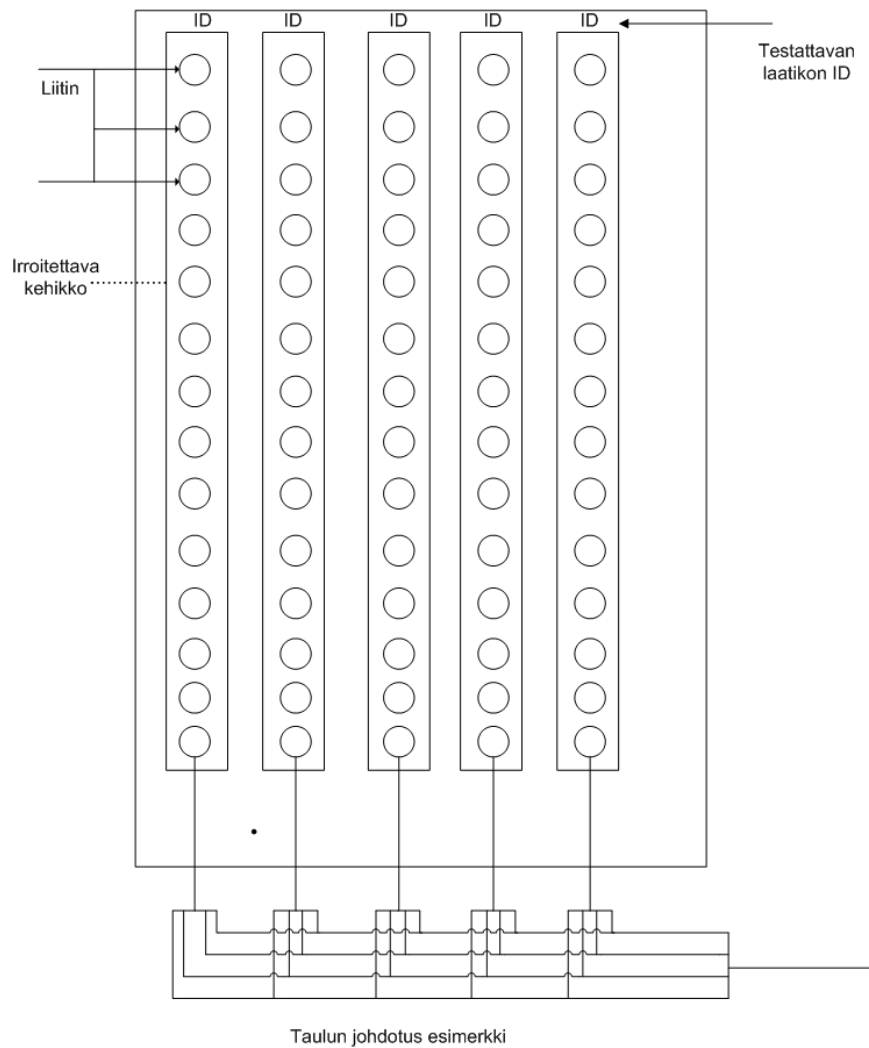 ID ID ID ID ID
Testattavan
laatikon ID
Liitin
Irroitettava
kehikko
Taulun johdotus esimerkki